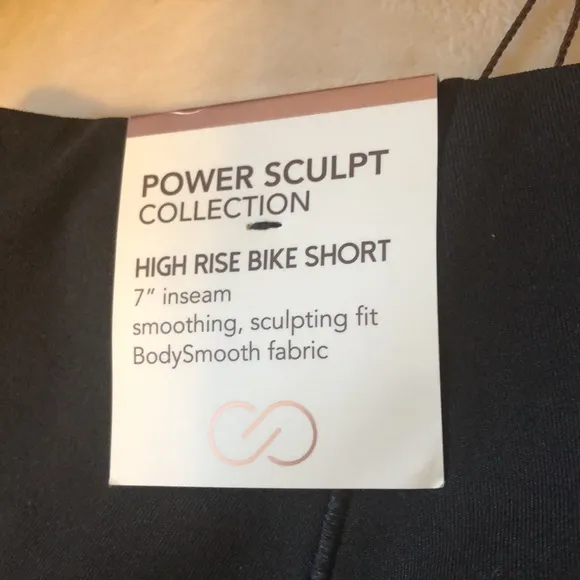 POWER SCULPT
COLLECTION
HIGH RISE BIKE SHORT
7" inseam
smoothing, sculpting fit
BodySmooth fabric